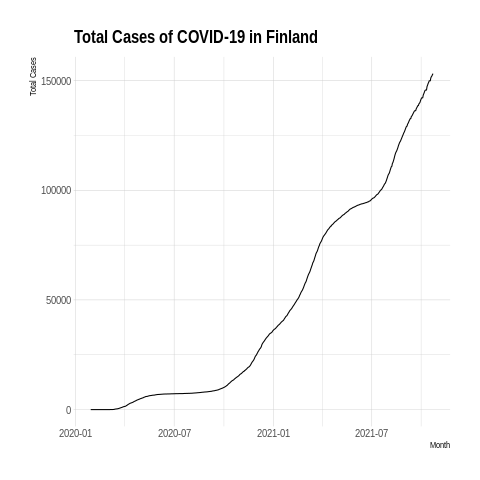 Total Cases of COVID-19 in Finland
Total Cases
150000
100000
50000
0
2020-01 2020-07 2021-01 2021-07
Month